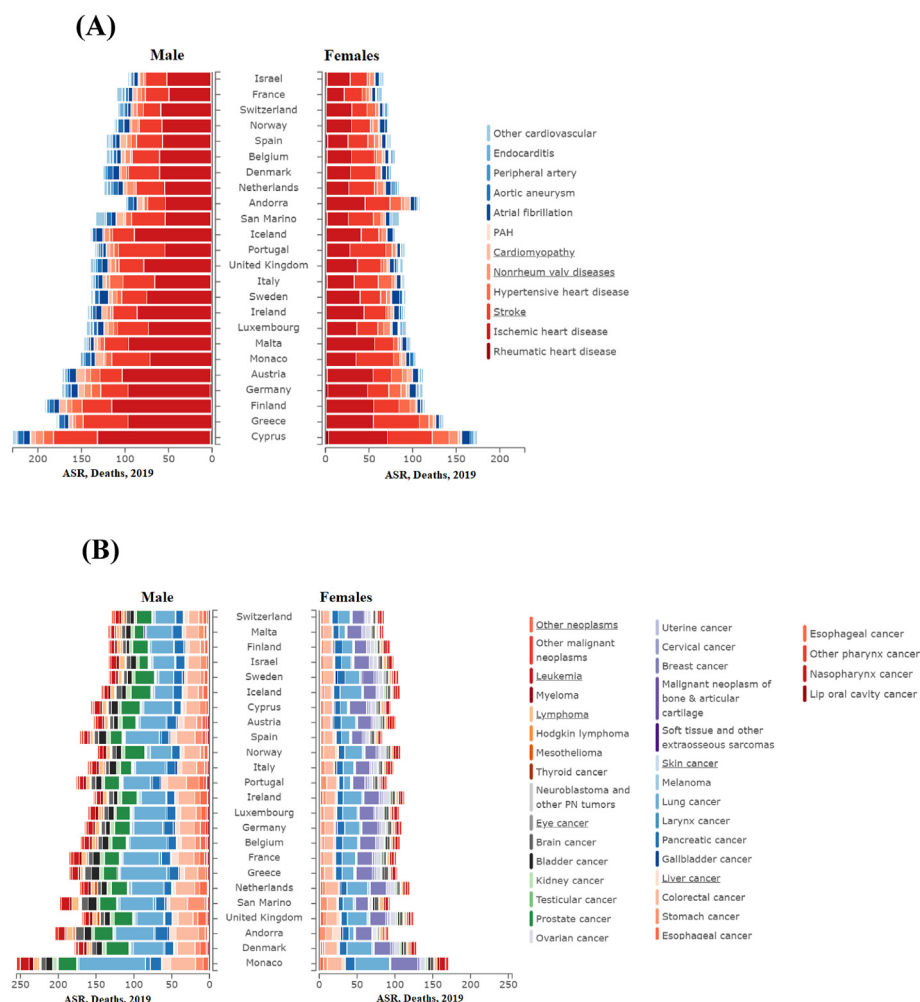 (A)
Male
Females
Israel
France
Switzerland
Norway
Spain
Belgium
Denmark
Netherlands
Andorra
San Marino
Iceland
Portugal
United Kingdom
Italy
Sweden
Ireland
Luxembourg
Malta
Monaco
Austria
Germany
Finland
Greece
Cyprus
Other cardiovascular
Endocarditis
Peripheral artery
Aortic aneurysm
Atrial fibrillation
PAH
Cardiomyopathy
Nonrheum valv diseases
Hypertensive heart disease
Stroke
Ischemic heart disease
Rheumatic heart disease
200 150 100 50 0
0 50 100 150 200
ASR, Deaths, 2019
ASR, Deaths, 2019
(B)
Male
Females
Switzerland
Malta
Finland
Israel
Sweden
Iceland
Cyprus
Austria
Spain
Norway
Italy
Portugal
Ireland
Luxembourg
Germany
Belgium
France
Greece
Netherlands
San Marino
United Kingdom
Andorra
Denmark
Monaco
250 200 150 100 50 0
0 50 100 150 200 250
ASR, Deaths, 2019
ASR, Deaths, 2019
Other neoplasms
Other malignant
neoplasms
Leukemia
Myeloma
Lymphoma
Hodgkin lymphoma
Mesothelioma
Thyroid cancer
Neuroblastoma and
other PN tumors
Eye cancer
Brain cancer
Bladder cancer
Kidney cancer
Testicular cancer
Prostate cancer
Ovarian cancer
Uterine cancer
Cervical cancer
Breast cancer
Malignant neoplasm of
bone & articular
cartilage
Soft tissue and other
extraosseous sarcomas
Skin cancer
Melanoma
Lung cancer
Larynx cancer
Pancreatic cancer
Gallbladder cancer
Liver cancer
Colorectal cancer
Stomach cancer
Esophageal cancer
Esophageal cancer
Other pharynx cancer
Nasopharynx cancer
Lip oral cavity cancer